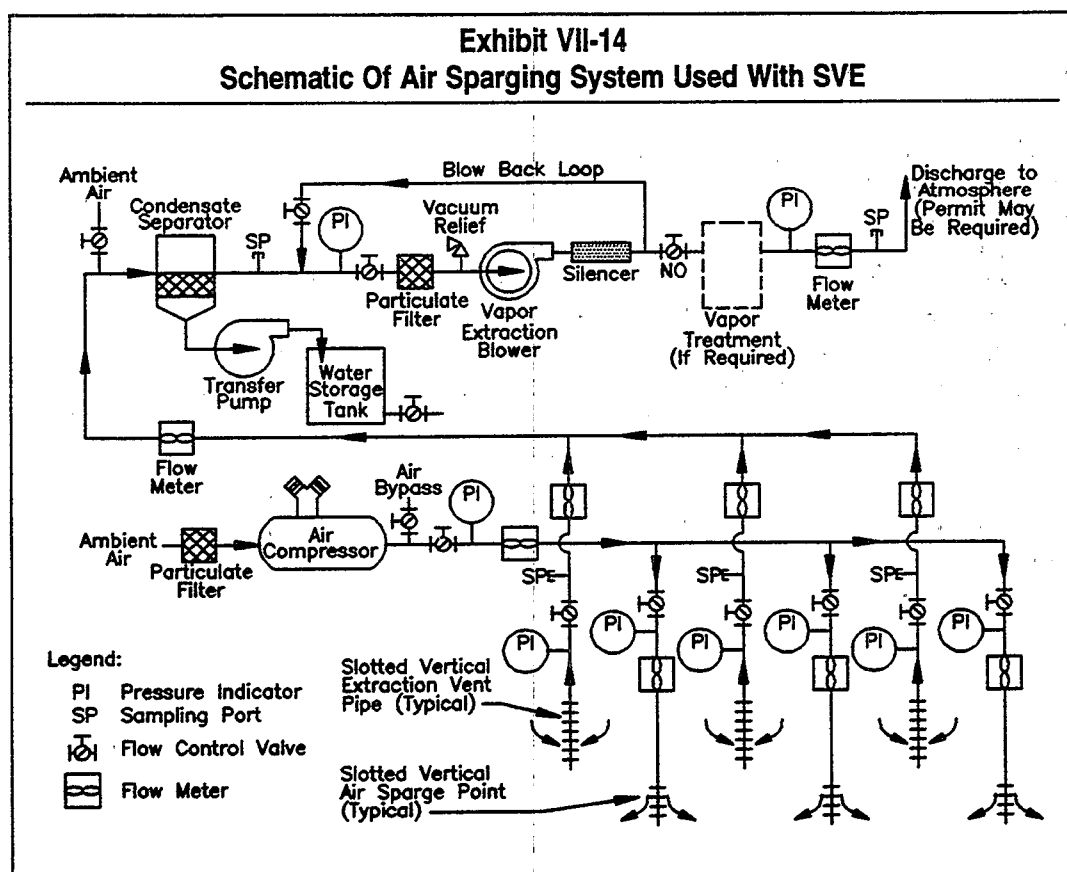 Exhibit VII-14
Schematic Of Air Sparging System Used With SVE
Ambient
Air
Condensate
Separator
SP
Blow Back Loop
PI
Vacuum
Relief
Particulate
Filter
Vapor
Extraction
Blower
Silencer
NO
Vapor
Treatment
(If Required)
PI
SP
Flow
Meter
Discharge to
Atmosphere
(Permit May
Be Required)
Transfer
Pump
Water
Storage
Tank
Flow
Meter
Ambient
Air
Particulate
Filter
Air
Compressor
Air
Bypass
PI
SP
SP
SP
PI
PI
PI
PI
PI
PI
Slotted Vertical
Extraction Vent
Pipe (Typical)
Slotted Vertical
Air Sparge Point
(Typical)
Legend:
PI Pressure Indicator
SP Sampling Port
Flow Control Valve
Flow Meter